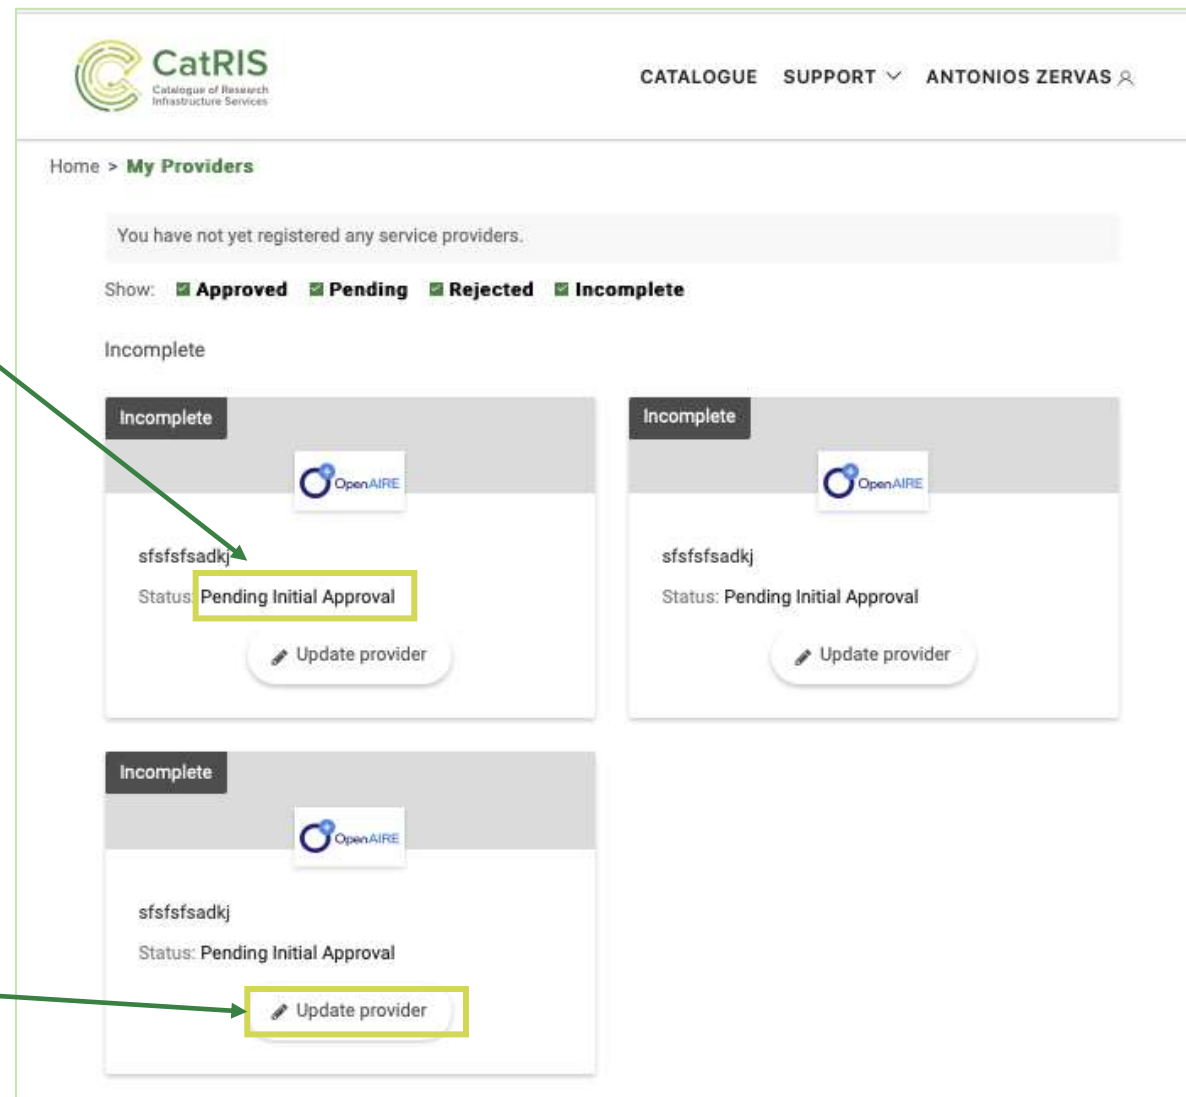 CatRIS
Catalogue of Research
Infrastructure Services
CATALOGUE SUPPORT ANTONIOS ZERVAS
Home > My Providers
You have not yet registered any service providers.
Show: Approved Pending Rejected Incomplete
Incomplete
Incomplete
OpenAIRE
sfsfsfsadkj
Status: Pending Initial Approval
Update provider
Incomplete
OpenAIRE
sfsfsfsadkj
Status: Pending Initial Approval
Update provider
Incomplete
OpenAIRE
sfsfsfsadkj
Status: Pending Initial Approval
Update provider